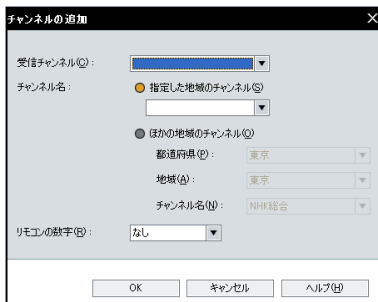 チャンネルの追加
受信チャンネル(C)：
チャンネル名：
指定した地域のチャンネル(S)
ほかの地域のチャンネル(O)
都道府県(P)：
東京
地域(A)：
東京
チャンネル名(N)：
NHK総合
リモコンの数字(R)：
なし
OK
キャンセル
ヘルプ(H)